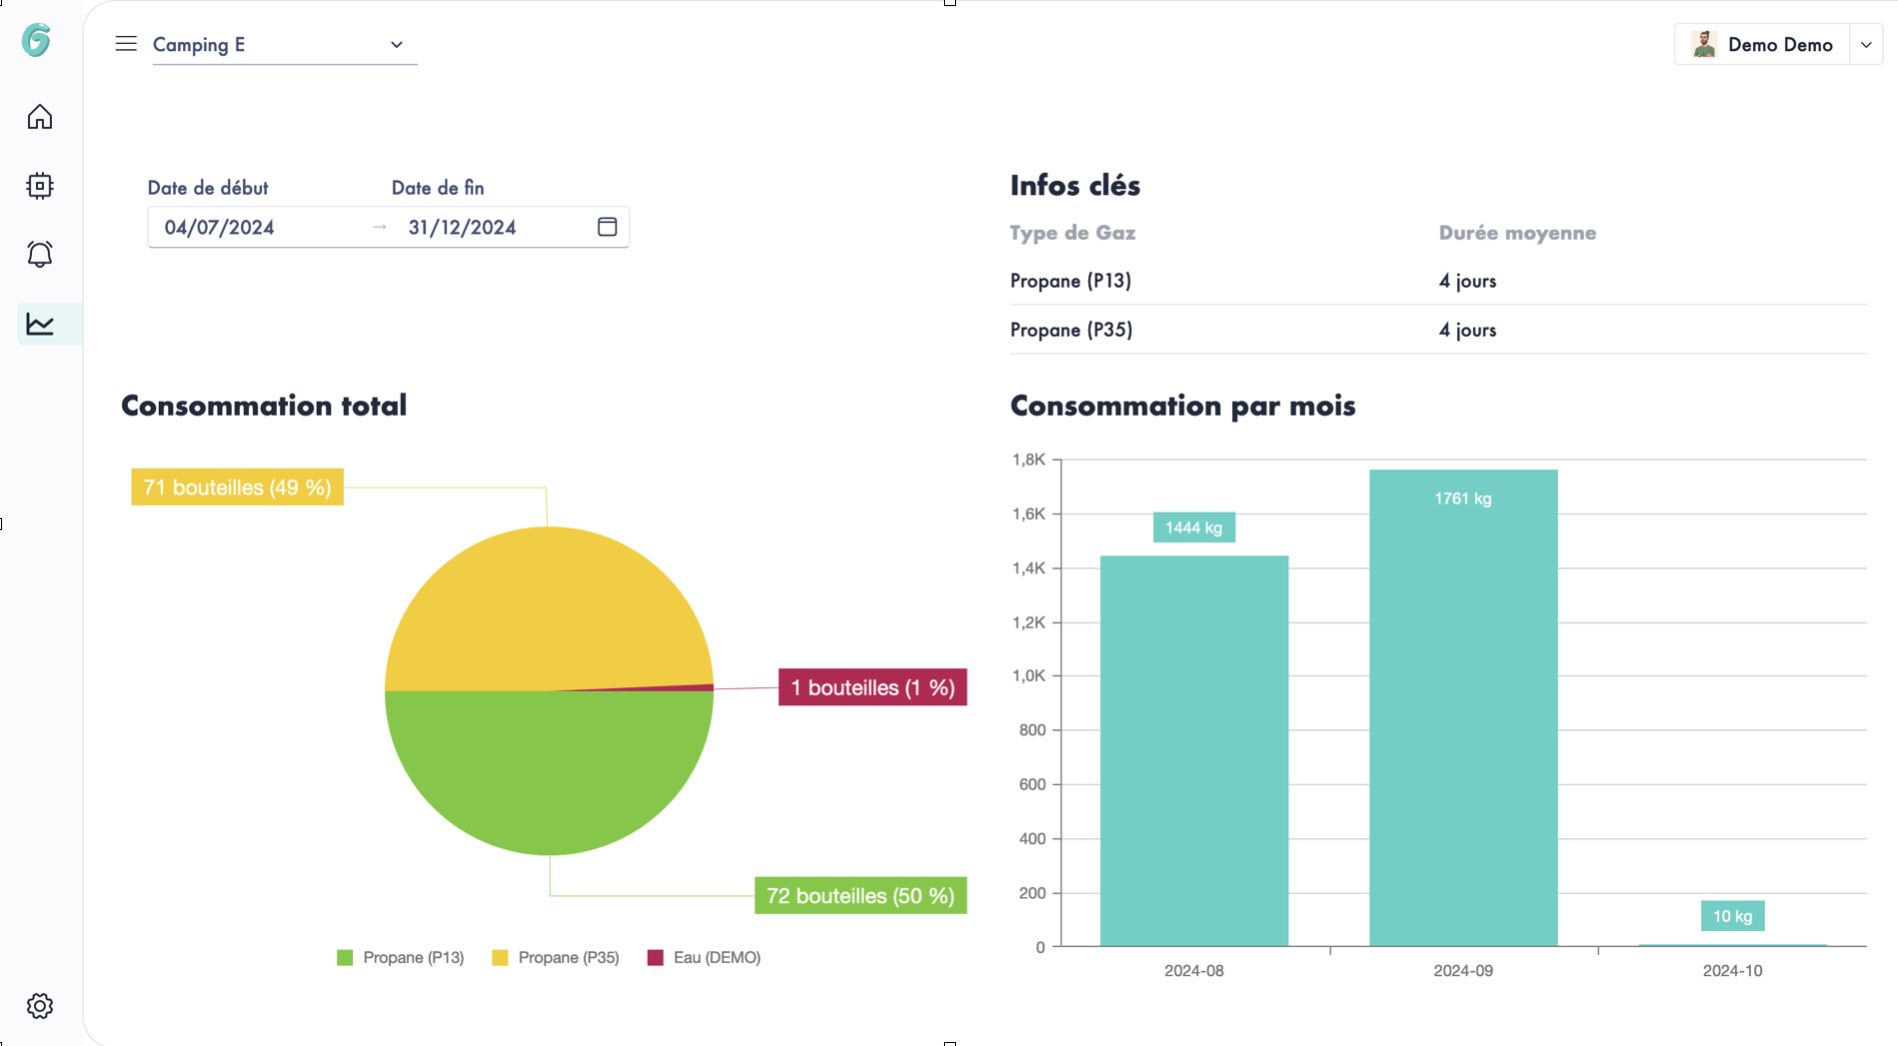 Camping E
Demo Demo
Date de début
Date de fin
04/07/2024 → 31/12/2024
Infos clés
Type de Gaz
Durée moyenne
Propane (P13)
4 jours
Propane (P35)
4 jours
Consommation total
71 bouteilles (49 %)
1 bouteilles (1 %)
72 bouteilles (50 %)
Propane (P13)
Propane (P35)
Eau (DEMO)
Consommation par mois
1,8K
1,6K
1,4K
1,2K
1,0K
800
600
400
200
0
1444 kg
1761 kg
10 kg
2024-08
2024-09
2024-10